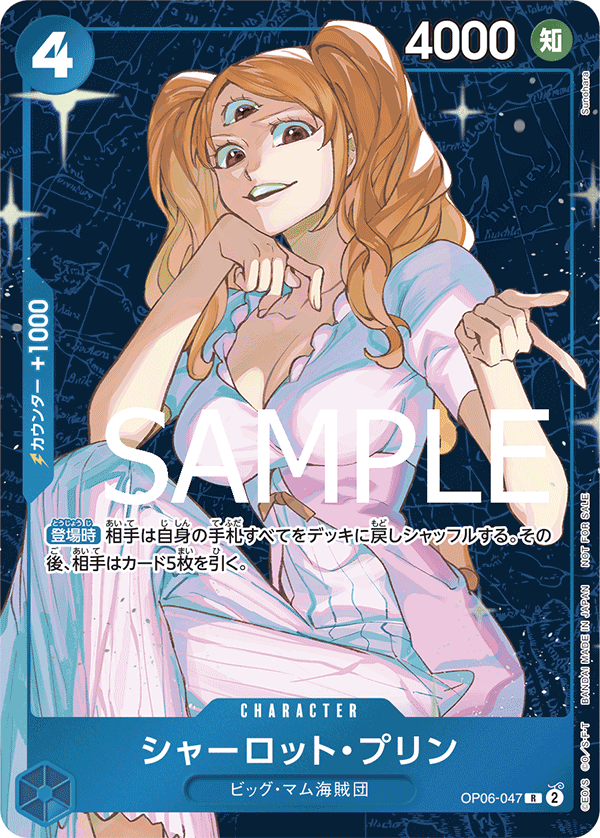 4
4000 知
Sunohara
カウンター +1000
SAMPLE
登場時 相手は自身の手札すべてをデッキに戻しシャッフルする。その
後、相手はカード5枚を引く。
©E.O/S ©O/S・F・T BANDAI MADE IN JAPAN NOT FOR SALE
CHARACTER
シャーロット・プリン
ビッグ・マム海賊団
OP06-047 R 2